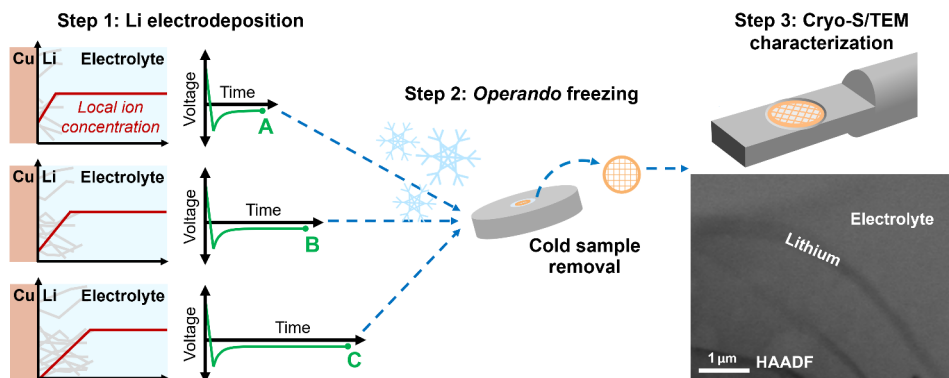 Step 1: Li electrodeposition
Cu
Li
Electrolyte
Local ion
concentration
Voltage
Time
A
Cu
Li
Electrolyte
Voltage
Time
B
Cu
Li
Electrolyte
Voltage
Time
C
Step 2: Operando freezing
Cold sample
removal
Step 3: Cryo-S/TEM
characterization
Electrolyte
Lithium
1 μm
HAADF